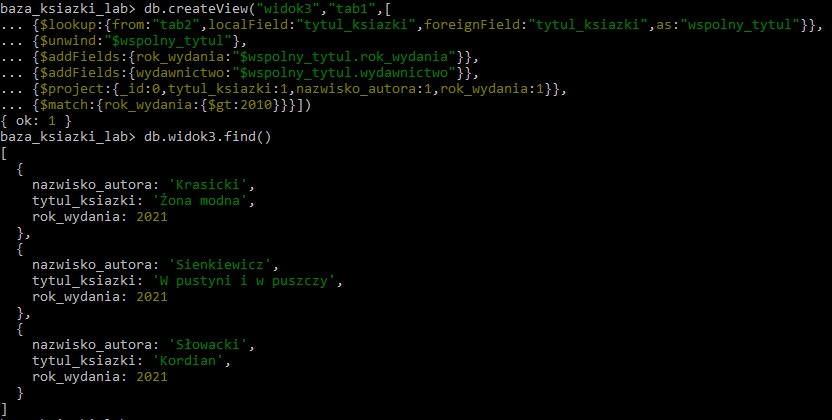 baza_ksiazki_lab> db.createView("widok3","tab1",[
... {$lookup:{from:"tab2",localField:"tytul_ksiazki",foreignField:"tytul_ksiazki",as:"wspolny_tytul"}},
... {$unwind:"$wspolny_tytul"},
... {$addFields:{rok_wydania:"$wspolny_tytul.rok_wydania"}},
... {$addFields:{wydawnictwo:"$wspolny_tytul.wydawnictwo"}},
... {$project:{_id:0,tytul_ksiazki:1,nazwisko_autora:1,rok_wydania:1}},
... {$match:{rok_wydania:{$gt:2010}}}])
{ ok: 1 }
baza_ksiazki_lab> db.widok3.find()
[
  {
    nazwisko_autora: 'Krasicki',
    tytul_ksiazki: 'Żona modna',
    rok_wydania: 2021
  },
  {
    nazwisko_autora: 'Sienkiewicz',
    tytul_ksiazki: 'W pustyni i w puszczy',
    rok_wydania: 2021
  },
  {
    nazwisko_autora: 'Słowacki',
    tytul_ksiazki: 'Kordian',
    rok_wydania: 2021
  }
]